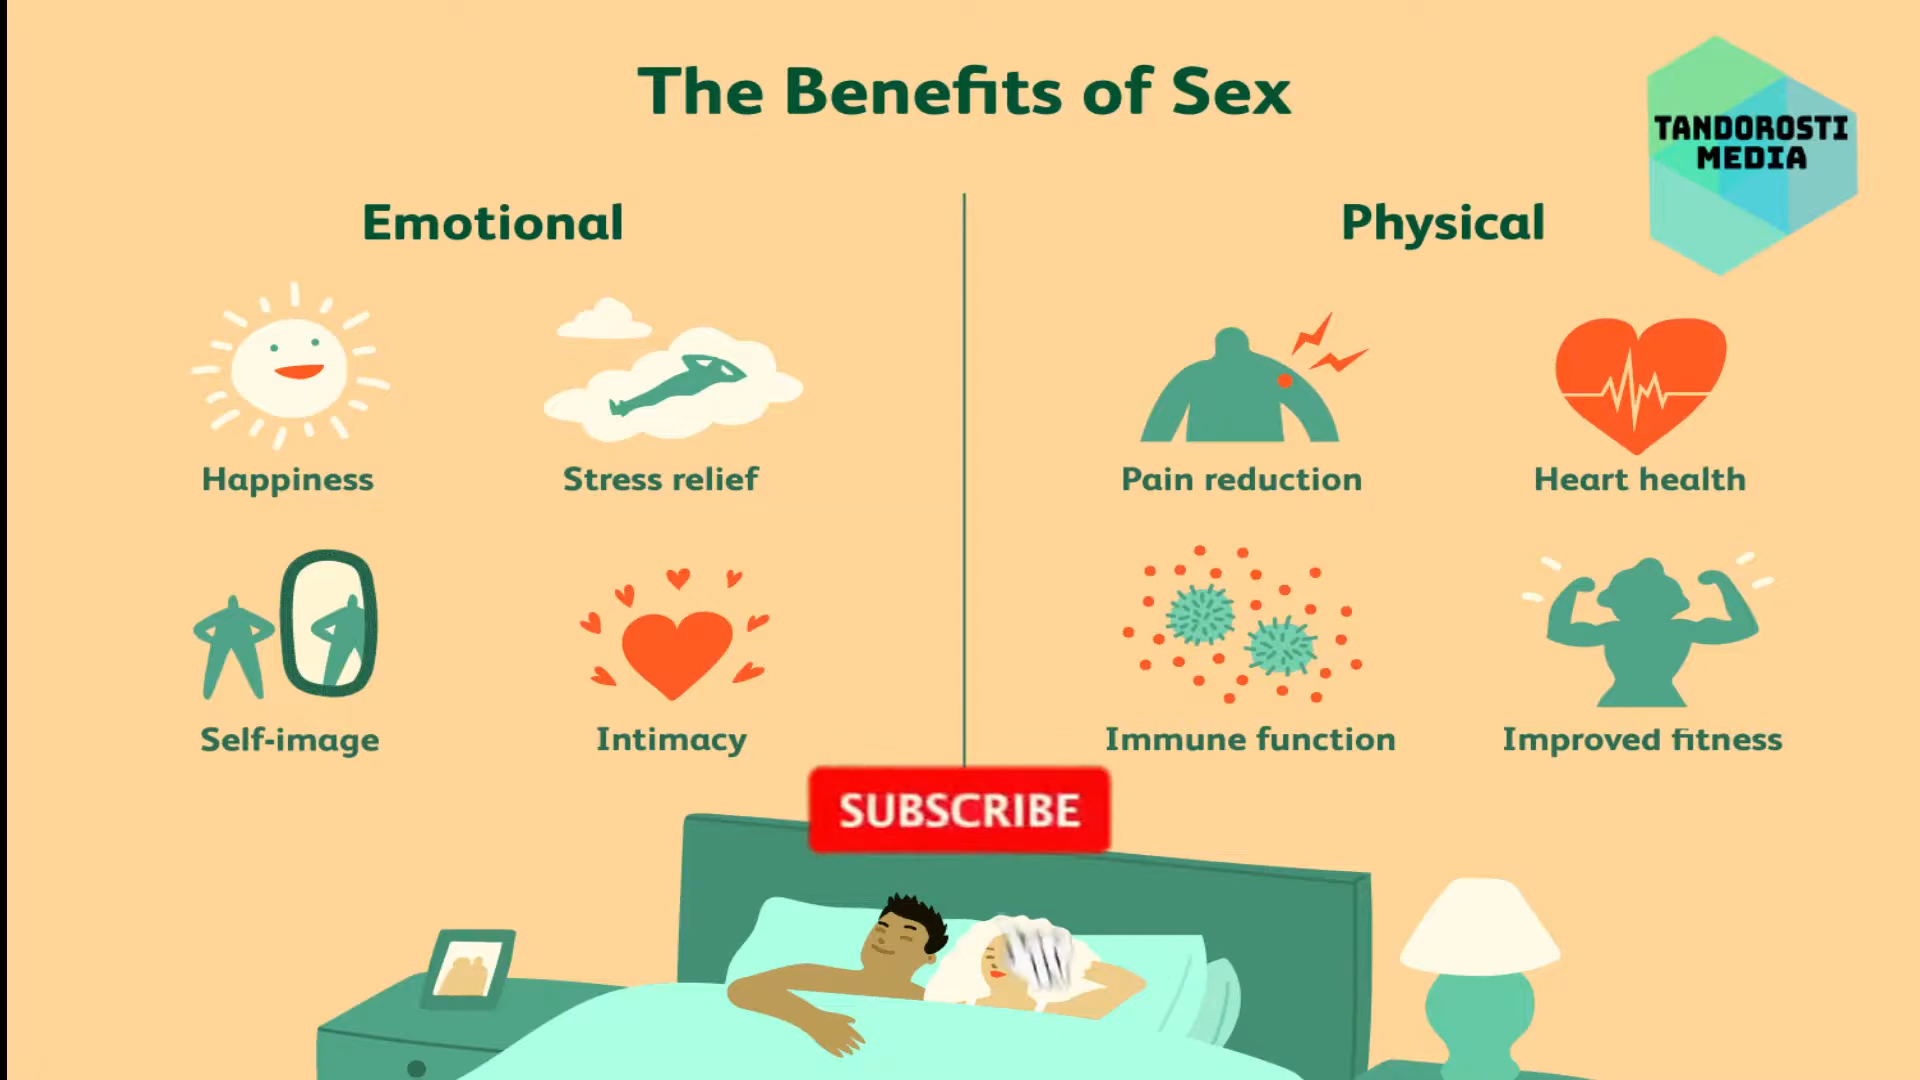 The Benefits of Sex
TANDOROSTI
MEDIA
Emotional
Physical
Happiness
Stress relief
Pain reduction
Heart health
Self-image
Intimacy
Immune function
Improved fitness
SUBSCRIBE